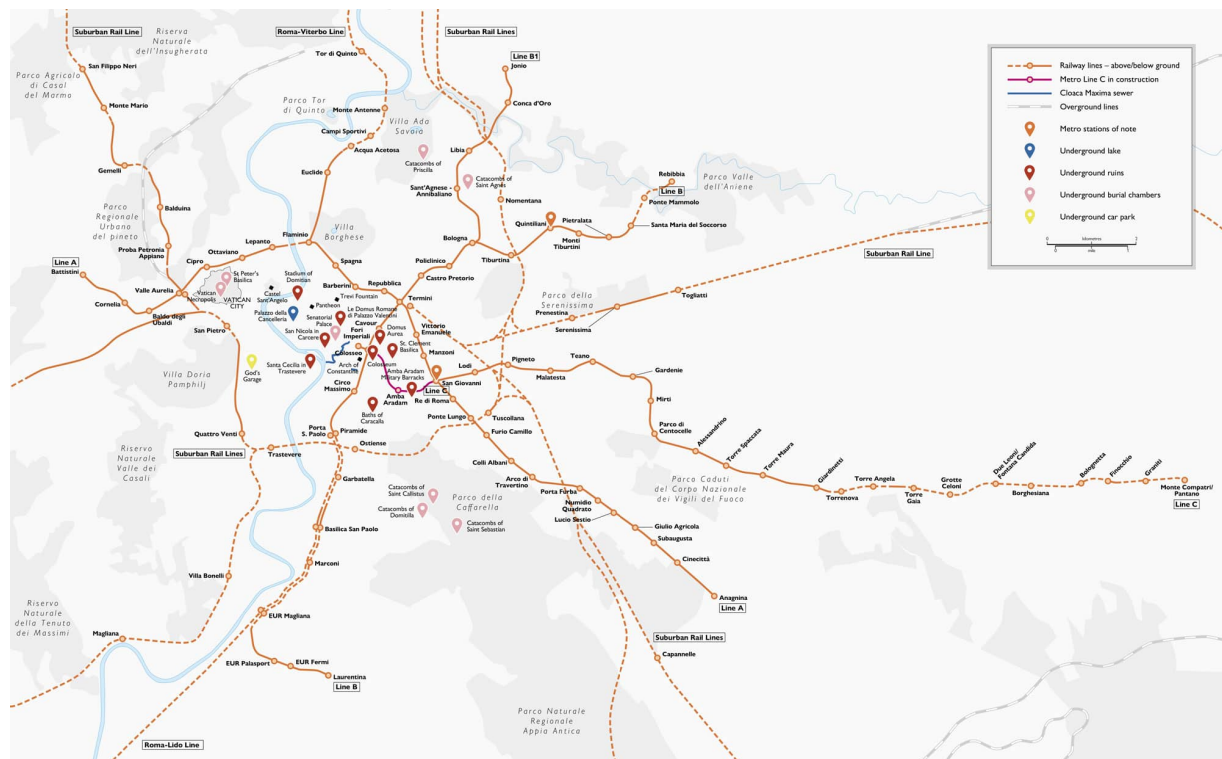 Suburban Rail Line
Riserva
Naturale
dell'Insugherata
Roma-Viterbo Line
Suburban Rail Lines
Tor di Quinto
Line B1
Jonio
San Filippo Neri
Parco Agricolo
di Casal
del Marmo
Monte Mario
Parco Tor
di Quinto
Monte Antenne
Conca d'Oro
Villa Ada
Savoia
Campi Sportivi
Acqua Acetosa
Libia
Catacombs of
Priscilla
Gemelli
Euclide
Sant'Agnese -
Annibaliano
Catacombs of
Saint Agnes
Nomentana
Rebibbia
Line B
Ponte Mammolo
Parco Valle
dell'Aniene
Balduina
Parco
Regionale
Urbano
del pineto
Villa
Borghese
Quintiliani
Pietralata
Santa Maria del Soccorso
Monti
Tiburtini
Proba Petronia
Appiano
Ottaviano
Lepanto
Flaminio
Bologna
Tiburtina
Suburban Rail Line
Line A
Battistini
Cipro
Spagna
Policlinico
Castro Pretorio
St Peter's
Basilica
Stadium of
Domitian
Barberini
Repubblica
Valle Aurelia
Vatican
Necropolis
VATICAN
CITY
Castel
Sant'Angelo
Trevi Fountain
Pantheon
Termini
Togliatti
Cornelia
Baldo degli
Ubaldi
Palazzo della
Cancelleria
Senatorial
Palace
Le Domus Romane
di Palazzo Valentini
Parco della
Serenissima
Prenestina
Serenissima
San Pietro
San Nicola in
Carcere
Cavour
Fori
Imperiali
Domus
Aurea
Vittorio
Emanuele
Colosseo
St. Clement
Basilica
Manzoni
God's
Garage
Santa Cecilia in
Trastevere
Arch of
Constantine
Colosseum
Amba Aradam
Military Barracks
Lodi
Pigneto
Teano
Malatesta
Gardenie
Villa Doria
Pamphilj
Circo
Massimo
San Giovanni
Line C
Amba
Aradam
Re di Roma
Mirti
Baths of
Caracalla
Ponte Lungo
Tuscollana
Quattro Venti
Porta
S. Paolo
Piramide
Furio Camillo
Parco di
Centocelle
Alessandrino
Torre Spaccata
Torre Maura
Giardinetti
Torrenova
Torre Angela
Torre
Gaia
Grotte
Celoni
Due Leoni/
Fontana Candida
Borghesiana
Bolognetta
Finocchio
Graniti
Monte Compatri/
Pantano
Line C
Suburban Rail Lines
Trastevere
Ostiense
Riserva
Naturale
Valle dei
Casali
Colli Albani
Garbatella
Arco di
Travertino
Porta Furba
Parco Caduti
del Corpo Nazionale
dei Vigili del Fuoco
Catacombs of
Saint Callistus
Catacombs of
Domitilla
Parco della
Caffarella
Catacombs of
Saint Sebastian
Numidio
Quadrato
Lucio Sestio
Giulio Agricola
Basilica San Paolo
Subaugusta
Marconi
Cinecittà
Villa Bonelli
Anagnina
Line A
Riserva
Naturale
della Tenuto
dei Massimi
EUR Magliana
Magliana
Suburban Rail Lines
Capannelle
EUR Palasport
EUR Fermi
Laurentina
Line B
Roma-Lido Line
Parco Naturale
Regionale
Appia Antica
Railway lines – above/below ground
Metro Line C in construction
Cloaca Maxima sewer
Overground lines
Metro stations of note
Underground lake
Underground ruins
Underground burial chambers
Underground car park
kilometres
0
0
mile